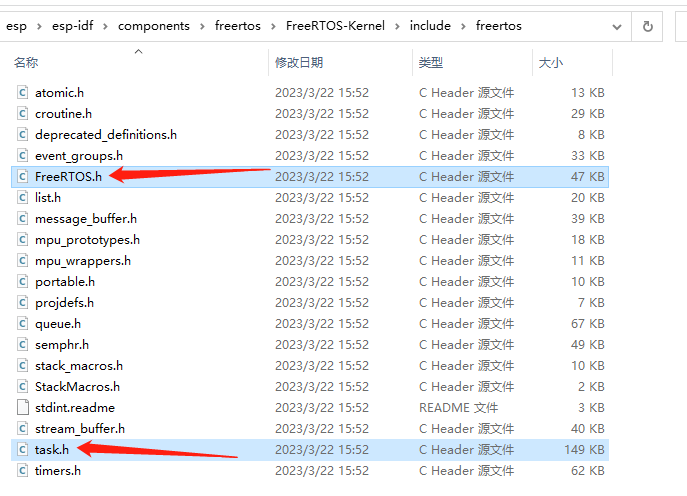 esp › esp-idf › components › freertos › FreeRTOS-Kernel › include › freertos
名称 修改日期 类型 大小
atomic.h 2023/3/22 15:52 C Header 源文件 13 KB
croutine.h 2023/3/22 15:52 C Header 源文件 29 KB
deprecated_definitions.h 2023/3/22 15:52 C Header 源文件 8 KB
event_groups.h 2023/3/22 15:52 C Header 源文件 33 KB
FreeRTOS.h 2023/3/22 15:52 C Header 源文件 47 KB
list.h 2023/3/22 15:52 C Header 源文件 20 KB
message_buffer.h 2023/3/22 15:52 C Header 源文件 39 KB
mpu_prototypes.h 2023/3/22 15:52 C Header 源文件 18 KB
mpu_wrappers.h 2023/3/22 15:52 C Header 源文件 11 KB
portable.h 2023/3/22 15:52 C Header 源文件 10 KB
projdefs.h 2023/3/22 15:52 C Header 源文件 7 KB
queue.h 2023/3/22 15:52 C Header 源文件 67 KB
semphr.h 2023/3/22 15:52 C Header 源文件 49 KB
stack_macros.h 2023/3/22 15:52 C Header 源文件 10 KB
StackMacros.h 2023/3/22 15:52 C Header 源文件 2 KB
stdint.readme 2023/3/22 15:52 README 文件 3 KB
stream_buffer.h 2023/3/22 15:52 C Header 源文件 40 KB
task.h 2023/3/22 15:52 C Header 源文件 149 KB
timers.h 2023/3/22 15:52 C Header 源文件 62 KB